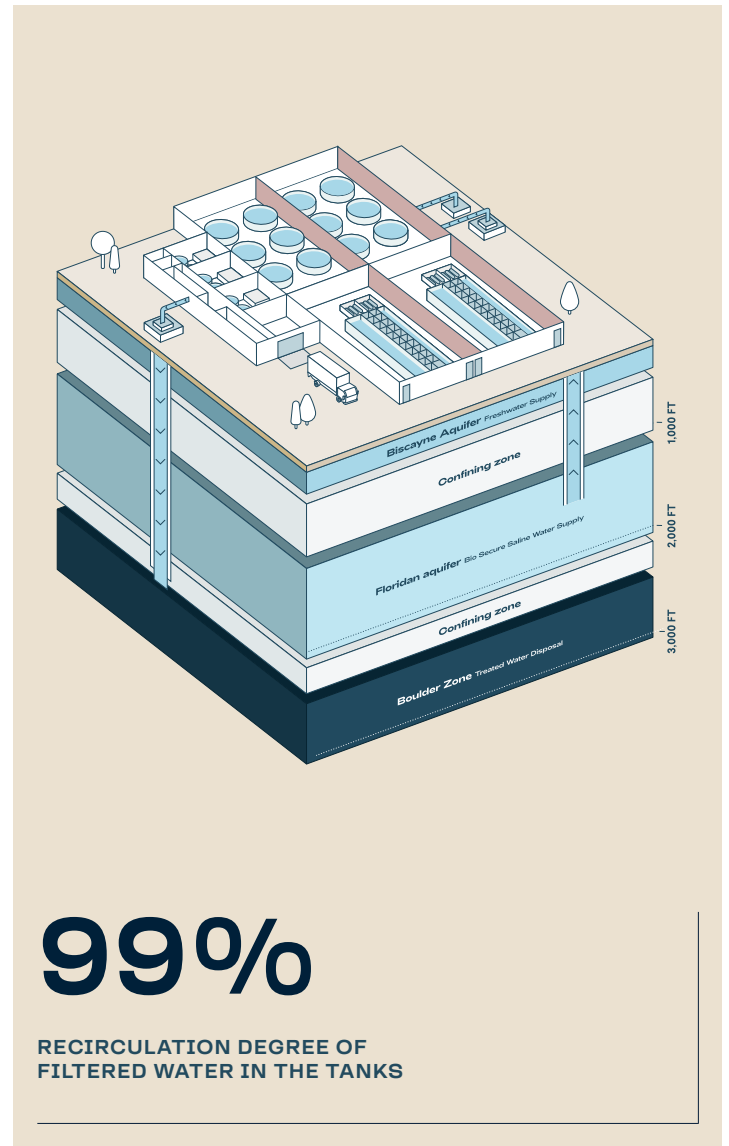 Biscayne Aquifer Freshwater Supply
Confining zone
Floridan aquifer Bio Secure Saline Water Supply
Confining zone
Boulder Zone Treated Water Disposal
1,000 FT
2,000 FT
3,000 FT
99%
RECIRCULATION DEGREE OF
FILTERED WATER IN THE TANKS